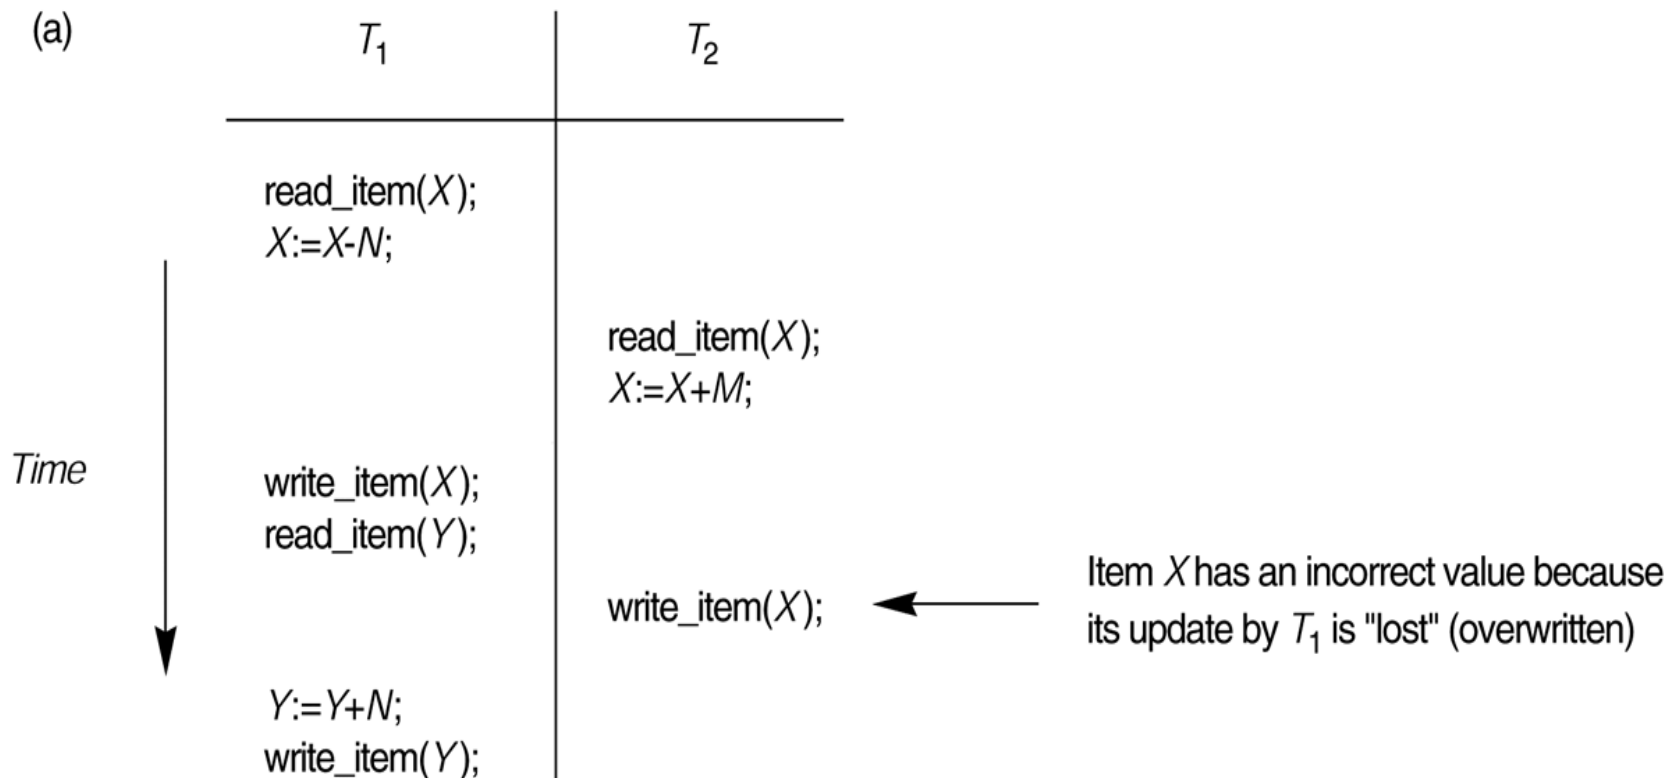 (a)
T₁ T₂
read_item(X);
X:=X-N;
read_item(X);
X:=X+M;
Time
write_item(X);
read_item(Y);
write_item(X);
Item X has an incorrect value because
its update by T₁ is "lost" (overwritten)
Y:=Y+N;
write_item(Y);